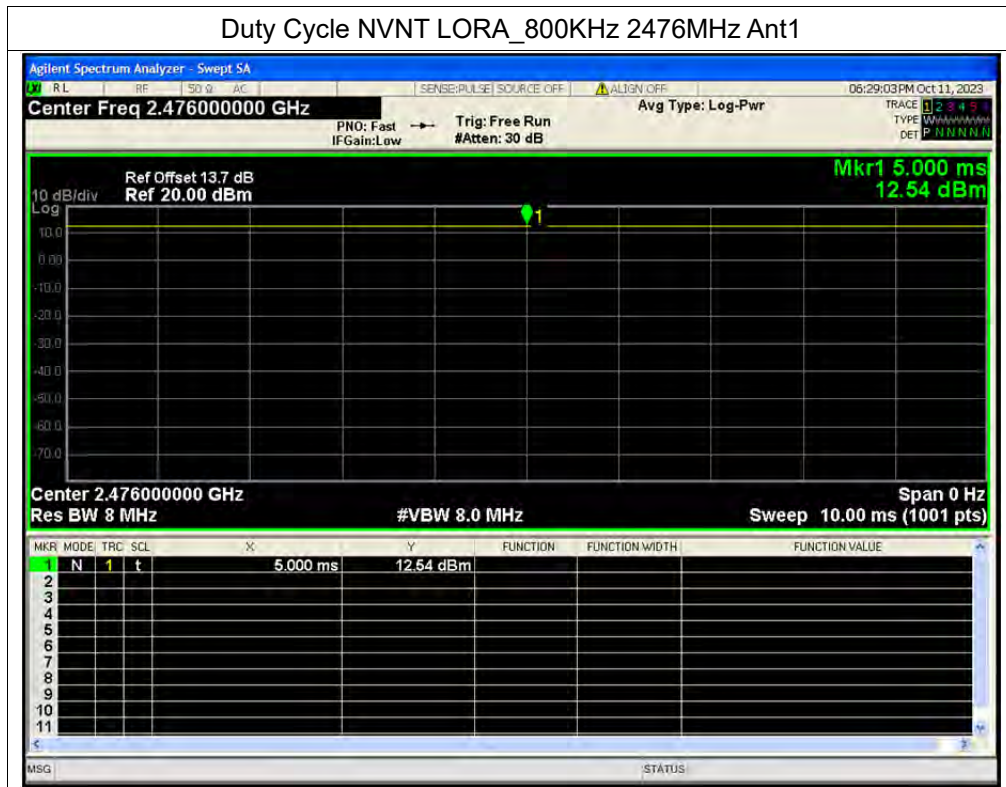 Duty Cycle NVNT LORA_800KHz 2476MHz Ant1
Agilent Spectrum Analyzer - Swept SA
RL RF 50 Ω AC SENSE:PULSE SOURCE OFF ALIGN OFF 06:29:03 PM Oct 11, 2023
Center Freq 2.476000000 GHz Avg Type: Log-Pwr TRACE 1 2 3 4 5 6
PNO: Fast Trig: Free Run TYPE
IFGain:Low #Atten: 30 dB DET P N N N N N
Mkr1 5.000 ms
Ref Offset 13.7 dB
10 dB/div Ref 20.00 dBm 12.54 dBm
Log
1
10.0
0.00
-10.0
-20.0
-30.0
-40.0
-50.0
-60.0
-70.0
Center 2.476000000 GHz Span 0 Hz
Res BW 8 MHz #VBW 8.0 MHz Sweep 10.00 ms (1001 pts)
MKR MODE TRC SCL X Y FUNCTION FUNCTION WIDTH FUNCTION VALUE
1 N 1 t 5.000 ms 12.54 dBm
2
3
4
5
6
7
8
9
10
11
MSG STATUS